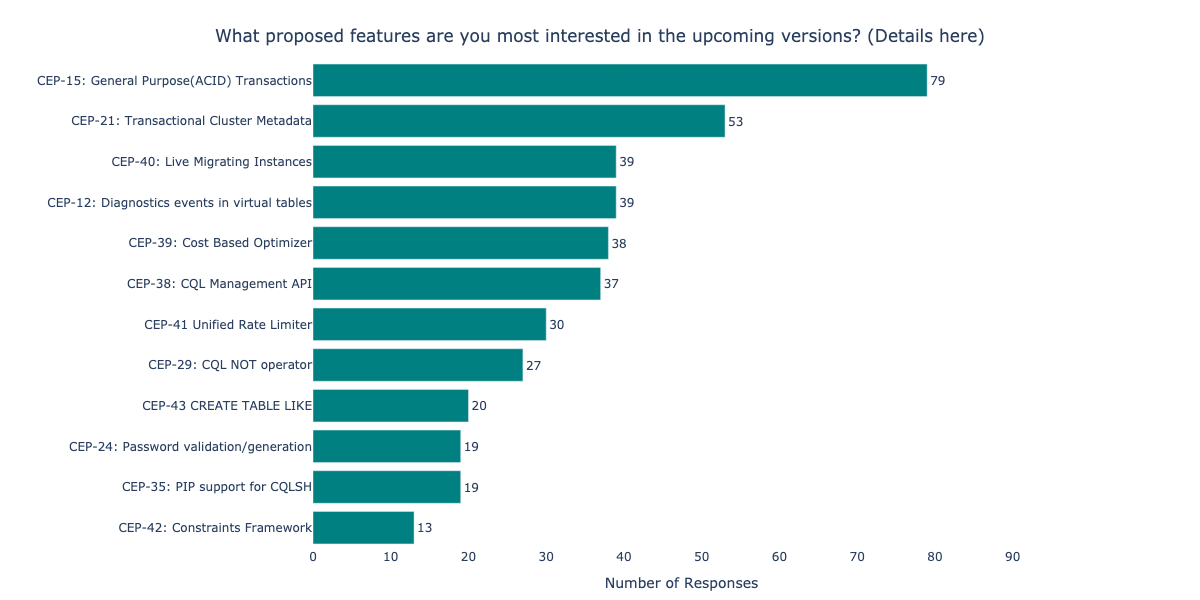 What proposed features are you most interested in the upcoming versions? (Details here)
CEP-15: General Purpose(ACID) Transactions 79
CEP-21: Transactional Cluster Metadata 53
CEP-40: Live Migrating Instances 39
CEP-12: Diagnostics events in virtual tables 39
CEP-39: Cost Based Optimizer 38
CEP-38: CQL Management API 37
CEP-41 Unified Rate Limiter 30
CEP-29: CQL NOT operator 27
CEP-43 CREATE TABLE LIKE 20
CEP-24: Password validation/generation 19
CEP-35: PIP support for CQLSH 19
CEP-42: Constraints Framework 13
0 10 20 30 40 50 60 70 80 90
Number of Responses